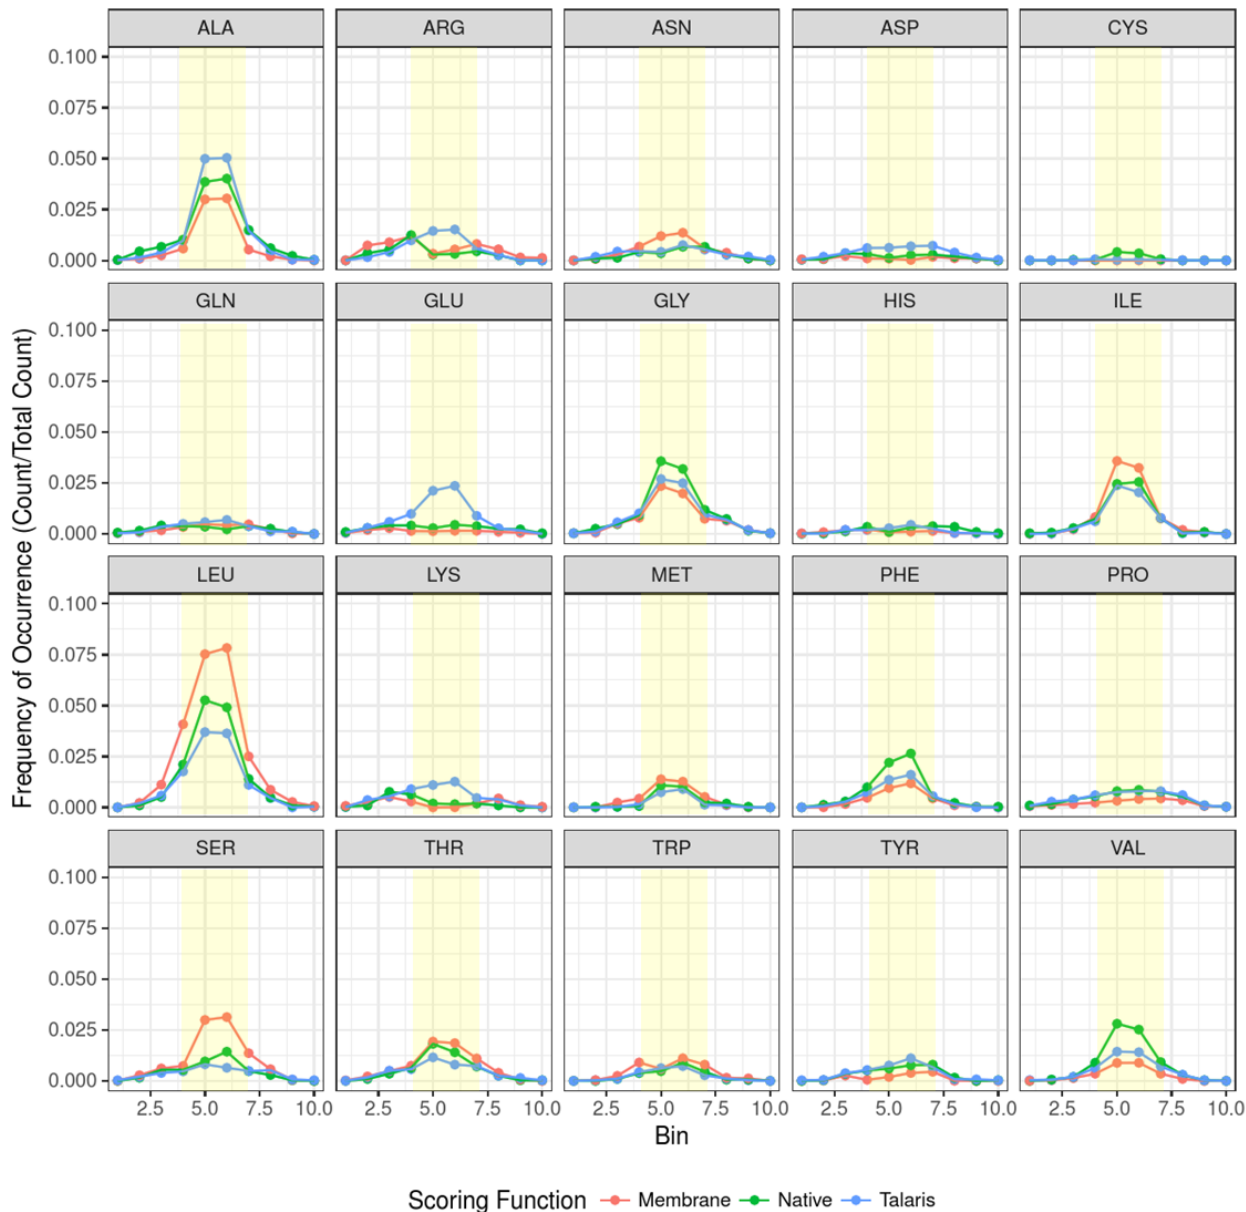 ALA ARG ASN ASP CYS
0.100
0.075
0.050
0.025
0.000
GLN GLU GLY HIS ILE
0.100
0.075
0.050
0.025
0.000
LEU LYS MET PHE PRO
0.100
0.075
0.050
0.025
0.000
SER THR TRP TYR VAL
0.100
0.075
0.050
0.025
0.000
2.5 5.0 7.5 10.0 2.5 5.0 7.5 10.0 2.5 5.0 7.5 10.0 2.5 5.0 7.5 10.0 2.5 5.0 7.5 10.0
Frequency of Occurrence (Count/Total Count)
Bin
Scoring Function Membrane Native Talaris